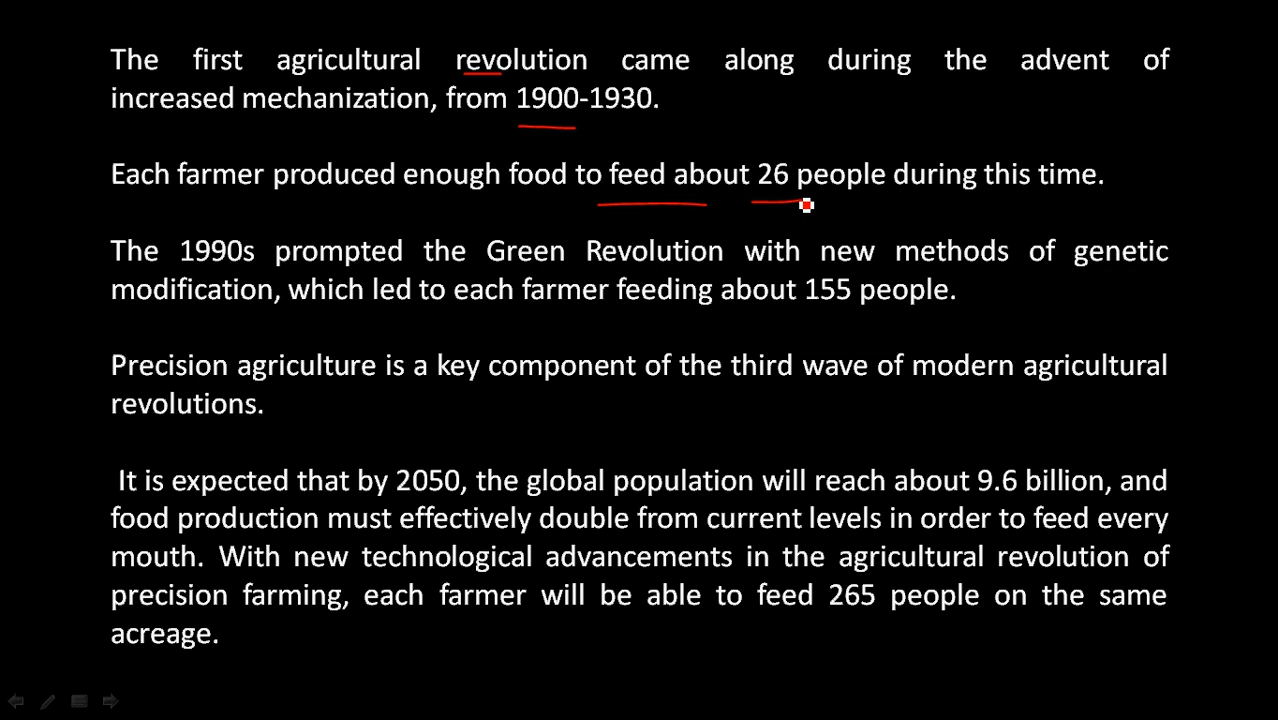 The first agricultural revolution came along during the advent of
increased mechanization, from 1900-1930.
Each farmer produced enough food to feed about 26 people during this time.
The 1990s prompted the Green Revolution with new methods of genetic
modification, which led to each farmer feeding about 155 people.
Precision agriculture is a key component of the third wave of modern agricultural
revolutions.
It is expected that by 2050, the global population will reach about 9.6 billion, and
food production must effectively double from current levels in order to feed every
mouth. With new technological advancements in the agricultural revolution of
precision farming, each farmer will be able to feed 265 people on the same
acreage.